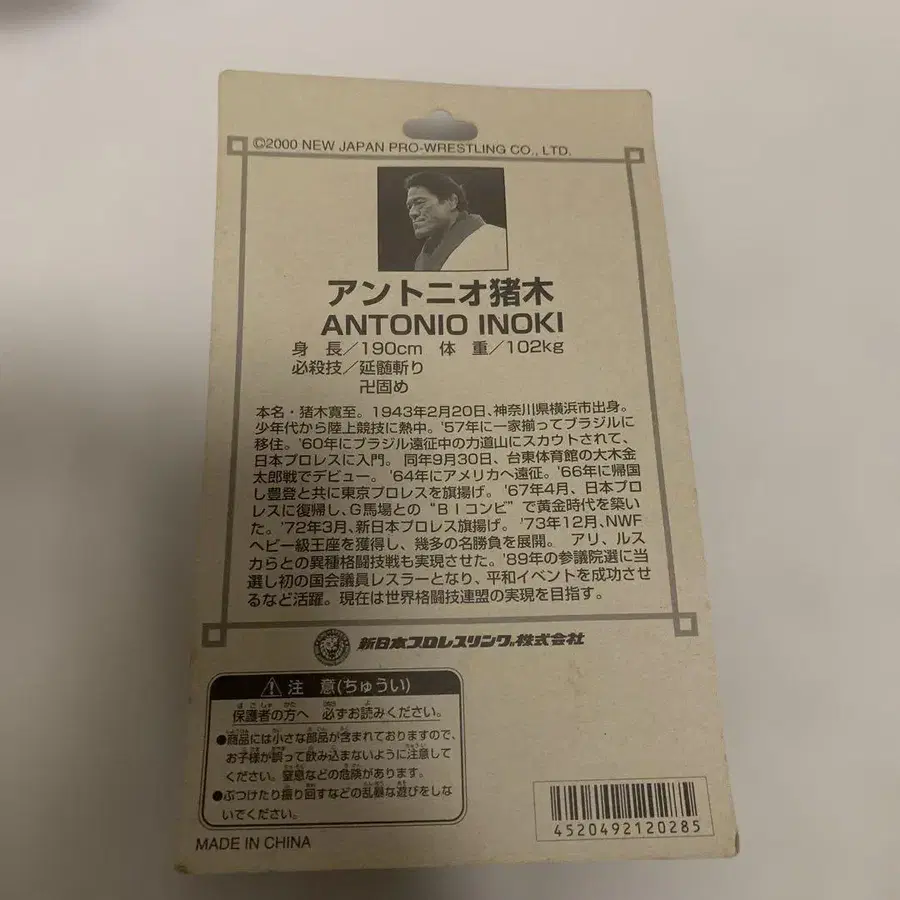 ©2000 NEW JAPAN PRO-WRESTLING CO., LTD.
アントニオ猪木
ANTONIO INOKI
身 長／190cm 体 重／102kg
必殺技／延髄斬り
卍固め
本名・猪木寛至。1943年2月20日、神奈川県横浜市出身。
少年代から陸上競技に熱中。'57年に一家揃ってブラジルに
移住。'60年にブラジル遠征中の力道山にスカウトされて、
日本プロレスに入門。 同年9月30日、台東体育館の大木金
太郎戦でデビュー。'64年にアメリカへ遠征。'66年に帰国
し豊登と共に東京プロレスを旗揚げ。 '67年4月、日本プロ
レスに復帰し、G馬場との "BIコンビ" で黄金時代を築い
た。'72年3月、新日本プロレス旗揚げ。 '73年12月、NWF
ヘビー級王座を獲得し、幾多の名勝負を展開。 アリ、ルス
カらとの異種格闘技戦も実現させた。'89年の参議院選に当
選し初の国会議員レスラーとなり、平和イベントを成功させ
るなど活躍。現在は世界格闘技連盟の実現を目指す。
新日本プロレスリング株式会社
注 意(ちゅうい)
保護者の方へ 必ずお読みください。
●商品には小さな部品が含まれておりますので、
お子様が誤って飲み込まないように注意して
ください。窒息などの危険があります。
●ぶつけたり振り回すなどの乱暴な遊びをしな
いでください。
MADE IN CHINA
4520492120285